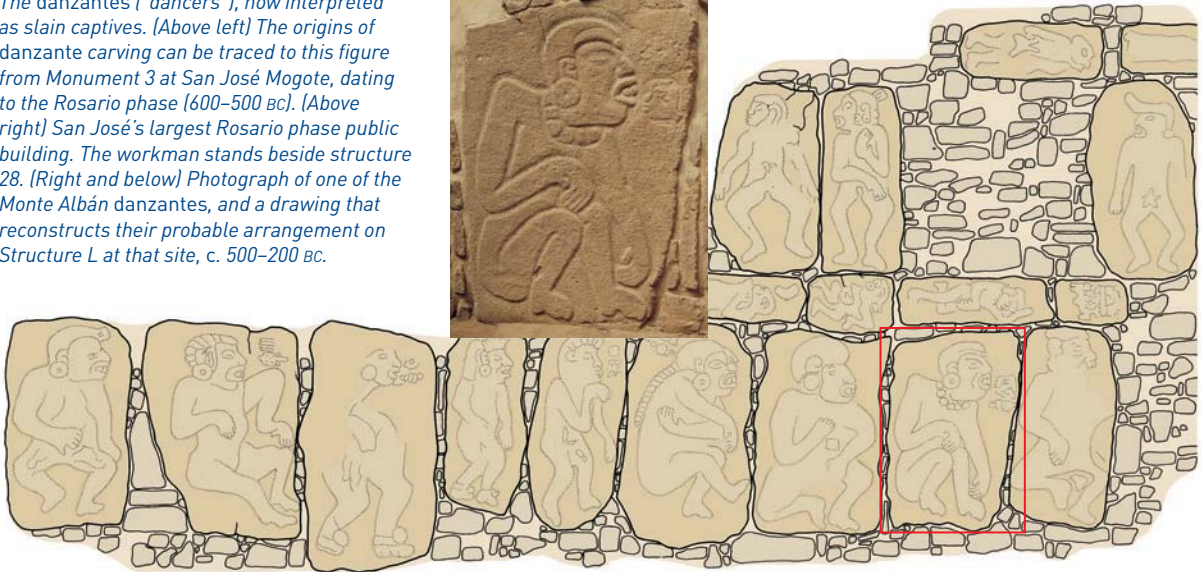 The danzantes ("dancers"), now interpreted
as slain captives. (Above left) The origins of
danzante carving can be traced to this figure
from Monument 3 at San José Mogote, dating
to the Rosario phase (600–500 BC). (Above
right) San José's largest Rosario phase public
building. The workman stands beside structure
28. (Right and below) Photograph of one of the
Monte Albán danzantes, and a drawing that
reconstructs their probable arrangement on
Structure L at that site, c. 500–200 BC.